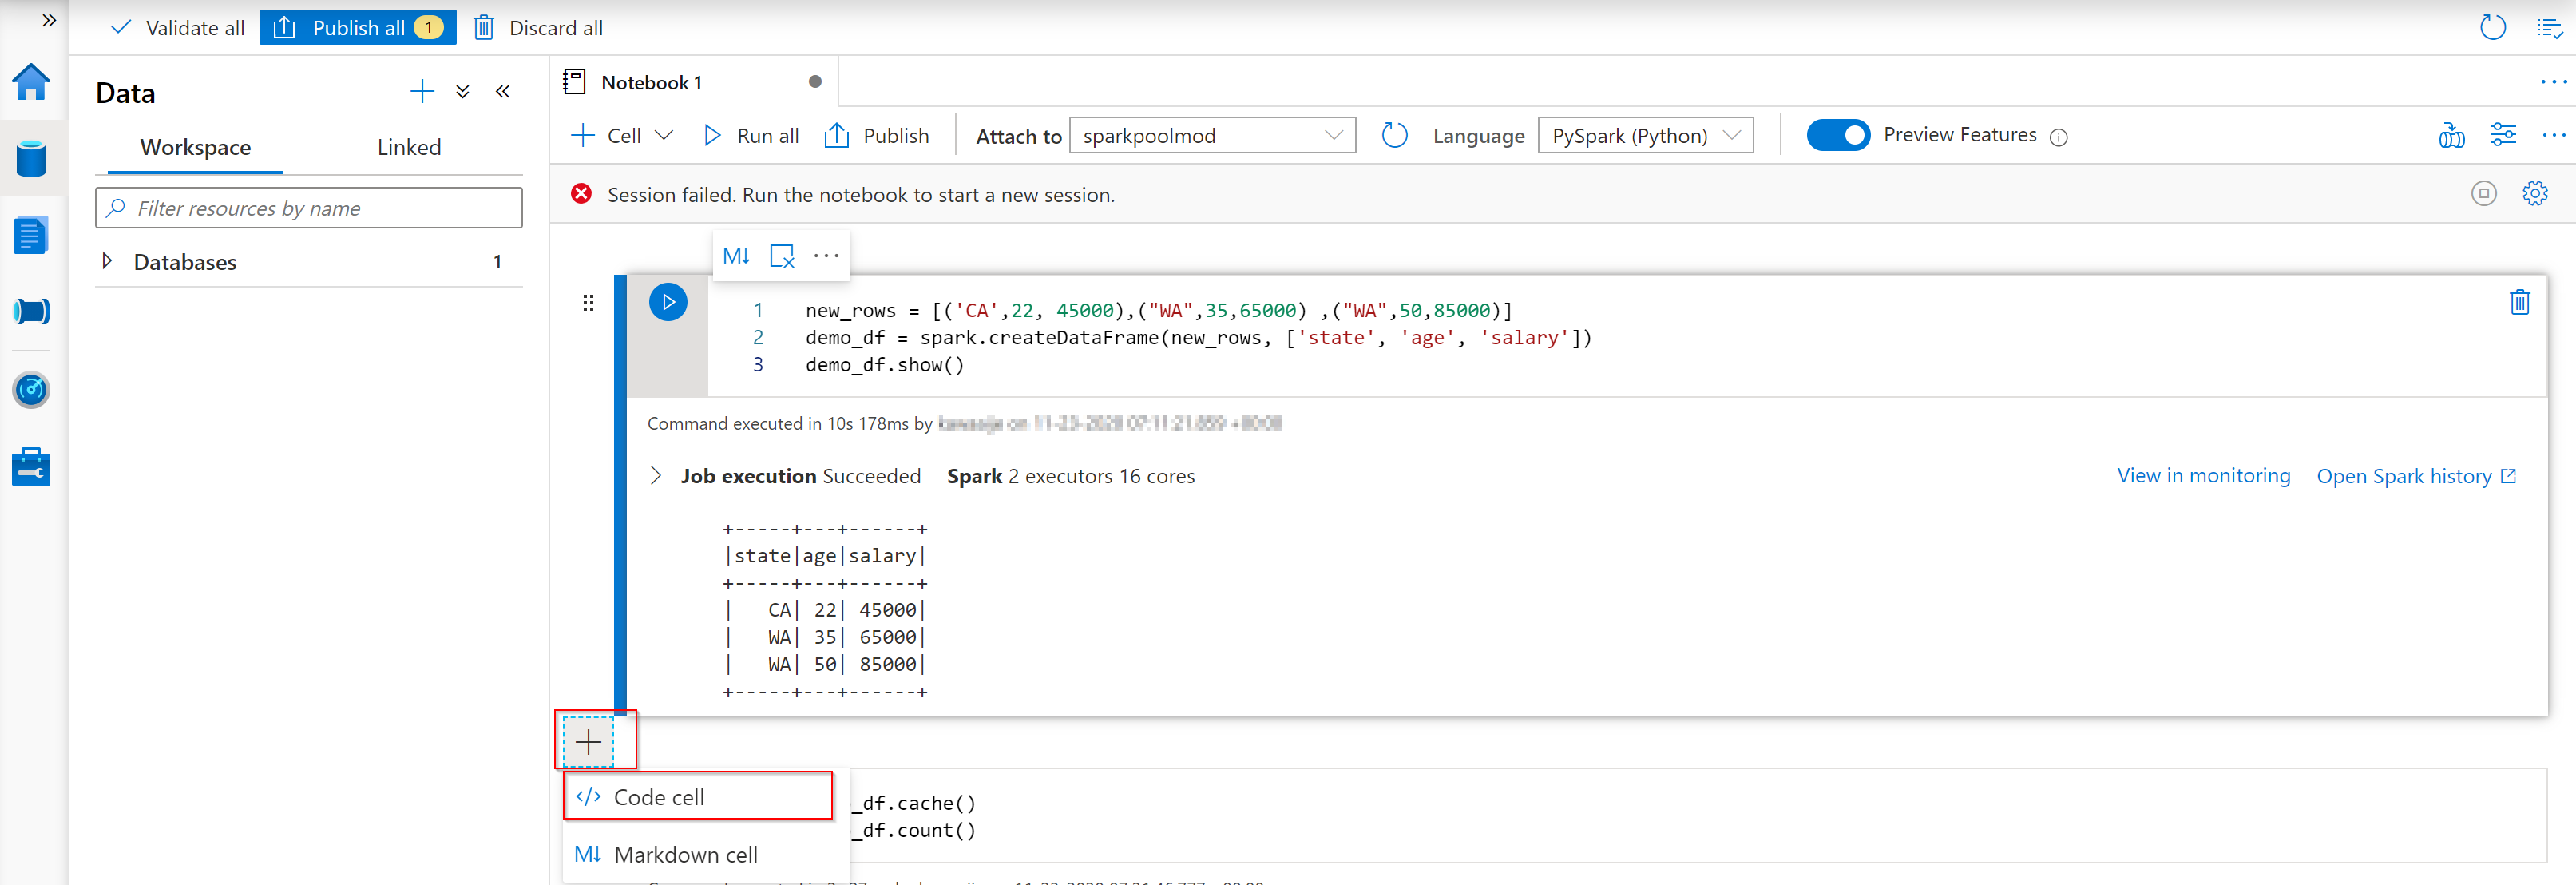 Validate all
Publish all 1
Discard all
Data
Workspace
Linked
Filter resources by name
Databases 1
Notebook 1
Cell
Run all
Publish
Attach to sparkpoolmod
Language PySpark (Python)
Preview Features
Session failed. Run the notebook to start a new session.
M↓
1 new_rows = [('CA',22, 45000),("WA",35,65000) ,("WA",50,85000)]
2 demo_df = spark.createDataFrame(new_rows, ['state', 'age', 'salary'])
3 demo_df.show()
Command executed in 10s 178ms by
Job execution Succeeded Spark 2 executors 16 cores
View in monitoring
Open Spark history
+-----+---+------+
|state|age|salary|
+-----+---+------+
|   CA| 22| 45000|
|   WA| 35| 65000|
|   WA| 50| 85000|
+-----+---+------+
</> Code cell
M↓ Markdown cell
_df.cache()
_df.count()